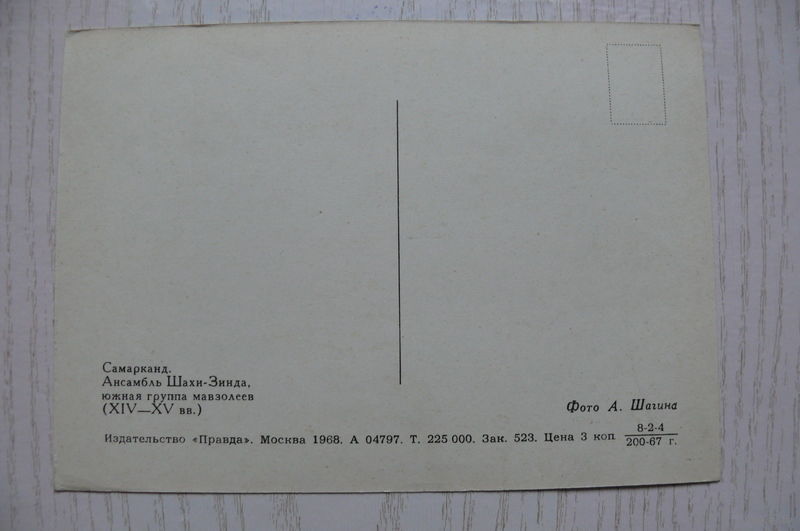 Самарканд.
Ансамбль Шахи-Зинда,
южная группа мавзолеев
(XIV—XV вв.)
Фото А. Шагина
Издательство «Правда». Москва 1968. А 04797. Т. 225 000. Зак. 523. Цена 3 коп
8-2-4
200-67 г.